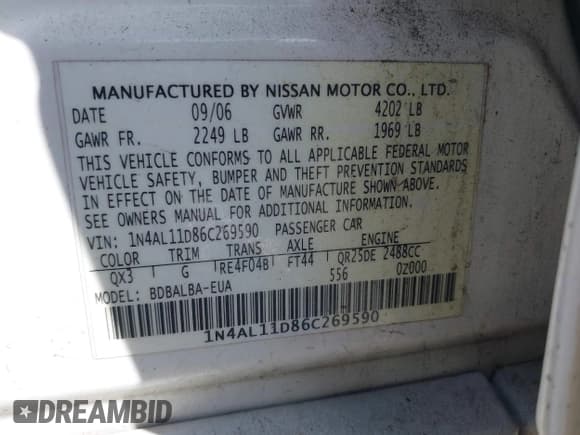 MANUFACTURED BY NISSAN MOTOR CO., LTD.
DATE 09/06 GVWR 4202 LB
GAWR FR. 2249 LB GAWR RR. 1969 LB
THIS VEHICLE CONFORMS TO ALL APPLICABLE FEDERAL MOTOR
VEHICLE SAFETY, BUMPER AND THEFT PREVENTION STANDARDS
IN EFFECT ON THE DATE OF MANUFACTURE SHOWN ABOVE.
SEE OWNERS MANUAL FOR ADDITIONAL INFORMATION.
VIN: 1N4AL11D86C269590 PASSENGER CAR
COLOR TRIM TRANS AXLE ENGINE
QX3 G RE4F04B FT44 QR25DE 2488CC
556 0Z000
MODEL: BDBALBA-EUA
1N4AL11D86C269590
DREAMBID